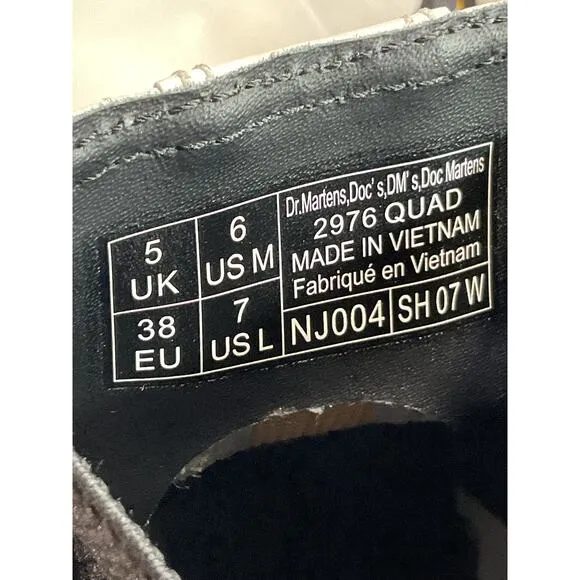 5
UK
6
US M
38
EU
7
US L
Dr.Martens,Doc's,DM's,Doc Martens
2976 QUAD
MADE IN VIETNAM
Fabriqué en Vietnam
NJ004
SH 07 W